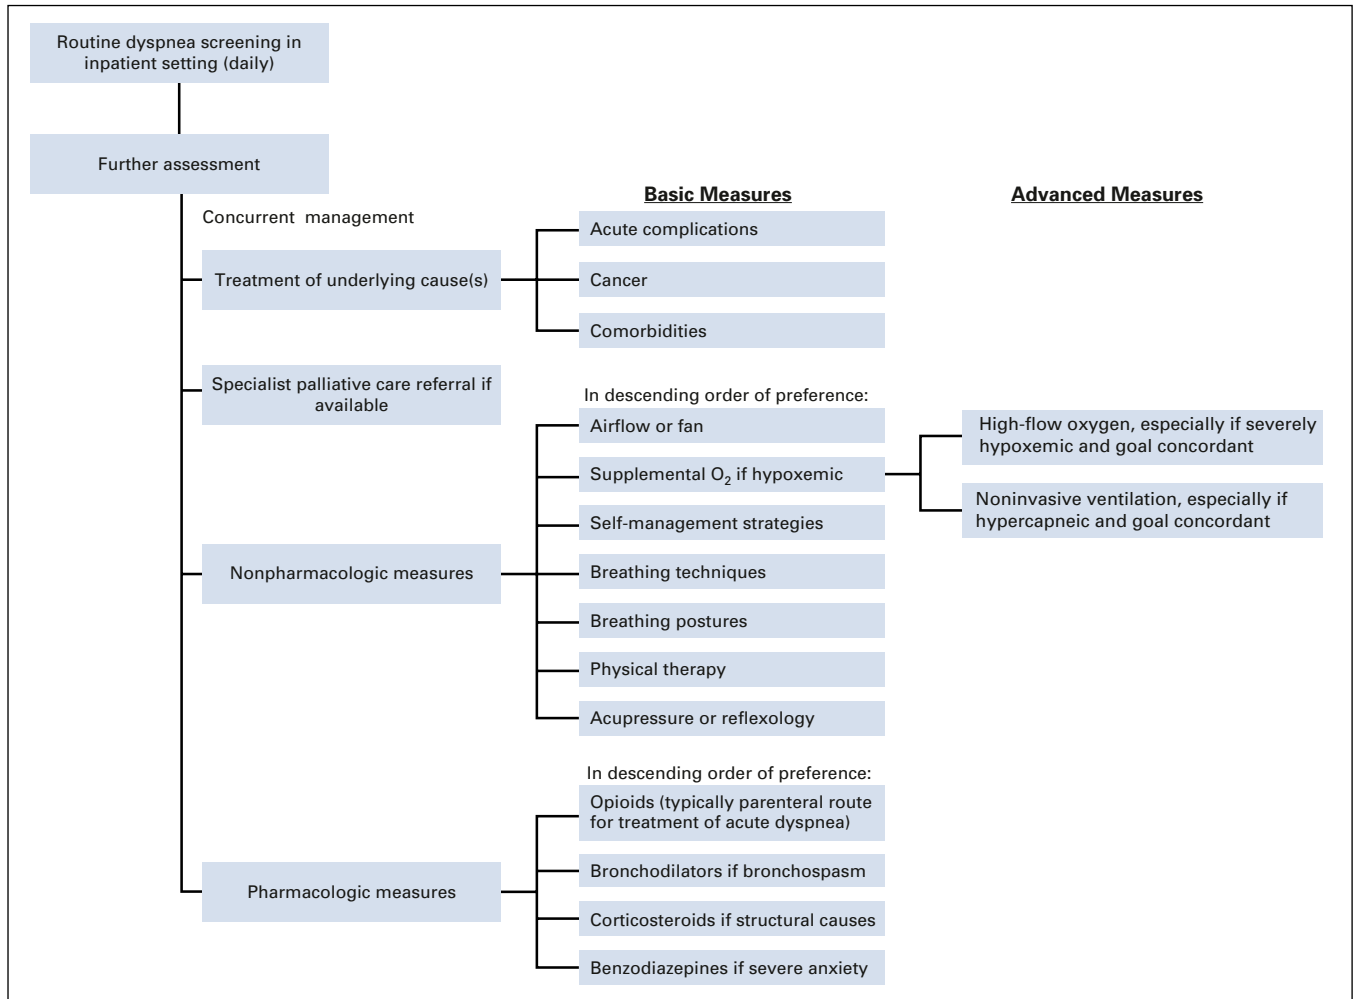 Routine dyspnea screening in
inpatient setting (daily)
Further assessment
Basic Measures
Advanced Measures
Concurrent management
Treatment of underlying cause(s)
Acute complications
Cancer
Comorbidities
Specialist palliative care referral if
available
In descending order of preference:
Nonpharmacologic measures
Airflow or fan
Supplemental O₂ if hypoxemic
Self-management strategies
Breathing techniques
Breathing postures
Physical therapy
Acupressure or reflexology
High-flow oxygen, especially if severely
hypoxemic and goal concordant
Noninvasive ventilation, especially if
hypercapneic and goal concordant
In descending order of preference:
Pharmacologic measures
Opioids (typically parenteral route
for treatment of acute dyspnea)
Bronchodilators if bronchospasm
Corticosteroids if structural causes
Benzodiazepines if severe anxiety